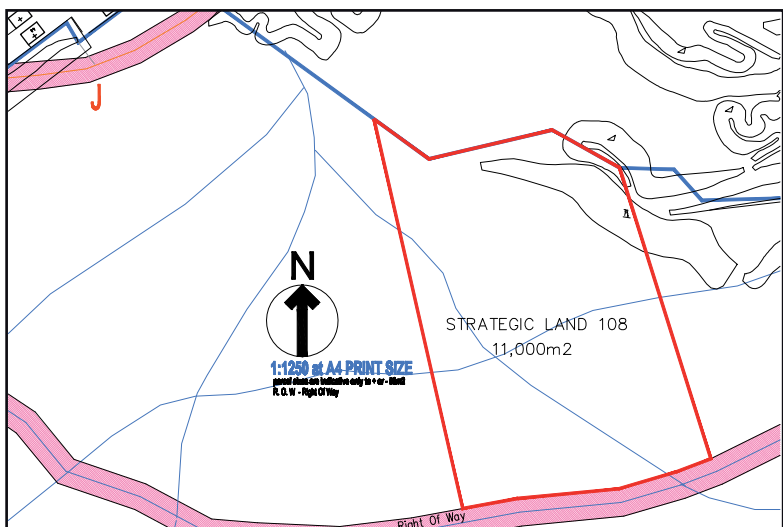 J
N
STRATEGIC LAND 108
11,000m2
1:1250 at A4 PRINT SIZE
R. O. W - Right Of Way
Right Of Way